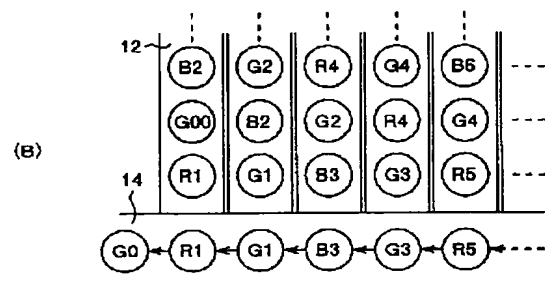 12
B2 G2 R4 G4 B6
G00 B2 G2 R4 G4
(B)
R1 G1 B3 G3 R5
14
G0 R1 G1 B3 G3 R5